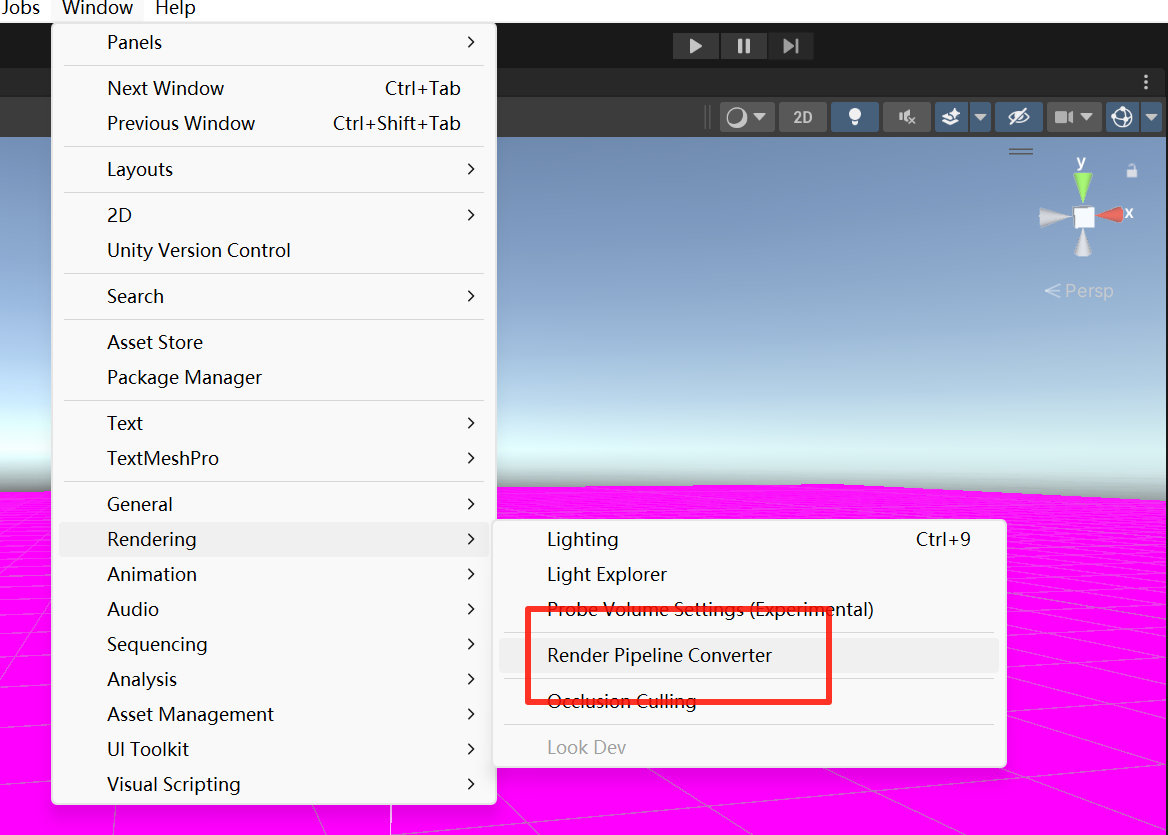 Jobs Window Help
Panels
Next Window Ctrl+Tab
Previous Window Ctrl+Shift+Tab
Layouts
2D
Unity Version Control
Search
Asset Store
Package Manager
Text
TextMeshPro
General
Rendering
Animation
Audio
Sequencing
Analysis
Asset Management
UI Toolkit
Visual Scripting
Lighting Ctrl+9
Light Explorer
Probe Volume Settings (Experimental)
Render Pipeline Converter
Occlusion Culling
Look Dev
2D
y
x
Persp